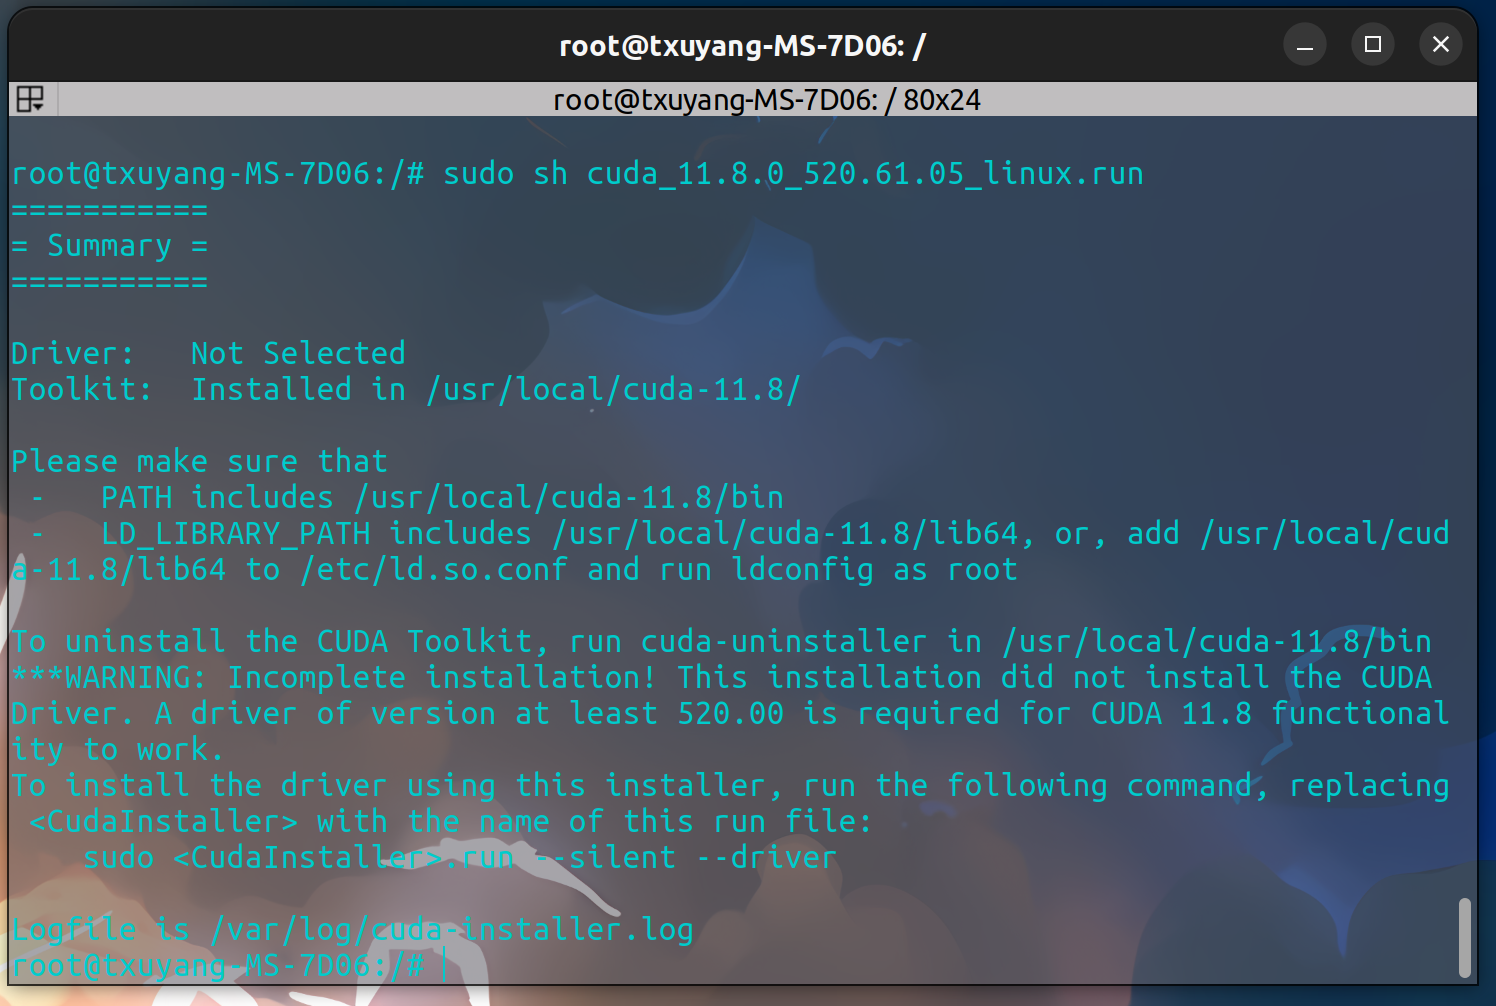 root@txuyang-MS-7D06: /
root@txuyang-MS-7D06: / 80x24
root@txuyang-MS-7D06:/# sudo sh cuda_11.8.0_520.61.05_linux.run
===========
= Summary =
===========
Driver:   Not Selected
Toolkit:  Installed in /usr/local/cuda-11.8/
Please make sure that
 -   PATH includes /usr/local/cuda-11.8/bin
 -   LD_LIBRARY_PATH includes /usr/local/cuda-11.8/lib64, or, add /usr/local/cud
a-11.8/lib64 to /etc/ld.so.conf and run ldconfig as root
To uninstall the CUDA Toolkit, run cuda-uninstaller in /usr/local/cuda-11.8/bin
***WARNING: Incomplete installation! This installation did not install the CUDA
Driver. A driver of version at least 520.00 is required for CUDA 11.8 functional
ity to work.
To install the driver using this installer, run the following command, replacing
 <CudaInstaller> with the name of this run file:
    sudo <CudaInstaller>.run --silent --driver
Logfile is /var/log/cuda-installer.log
root@txuyang-MS-7D06:/#